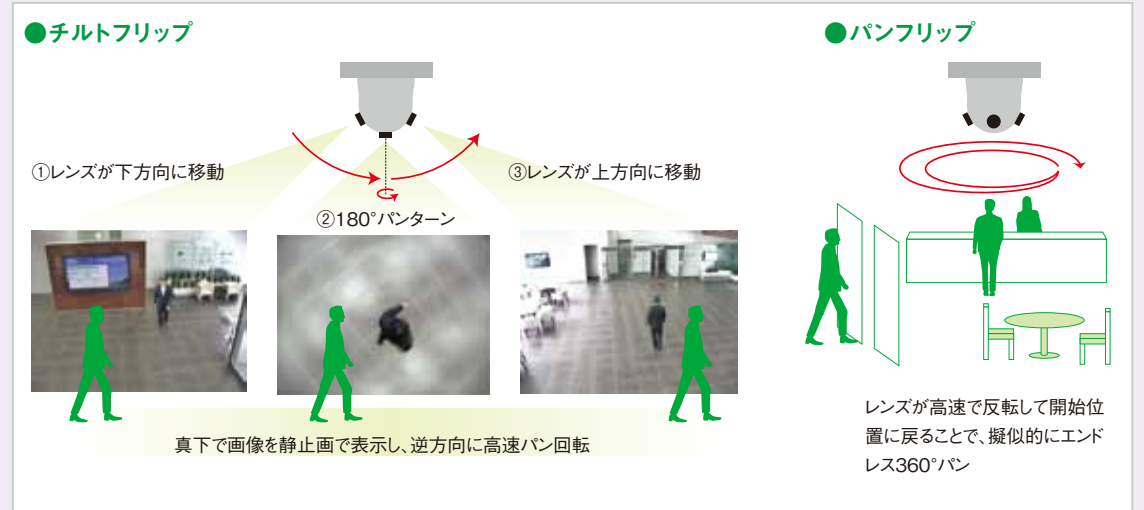 ●チルトフリップ
①レンズが下方向に移動
②180°パンターン
③レンズが上方向に移動
真下で画像を静止画で表示し、逆方向に高速パン回転
●パンフリップ
レンズが高速で反転して開始位
置に戻ることで、擬似的にエンド
レス360°パン